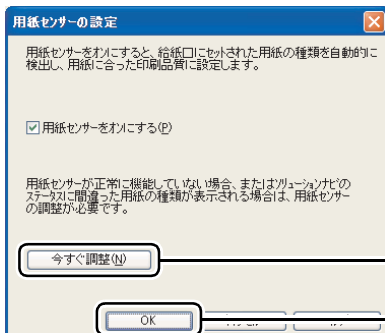 用紙センサーの設定
用紙センサーをオンにすると、給紙口にセットされた用紙の種類を自動的に
検出し、用紙に合った印刷品質に設定します。
用紙センサーをオンにする(P)
用紙センサーが正常に機能していない場合、またはソリューションナビの
ステータスに間違った用紙の種類が表示される場合は、用紙センサー
の調整が必要です。
今すぐ調整(N)
OK